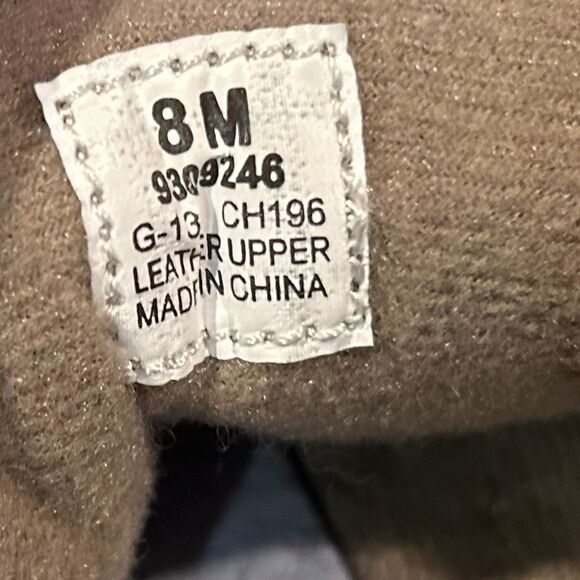 8 M
9309246
G-13, CH196
LEATHER UPPER
MADE IN CHINA